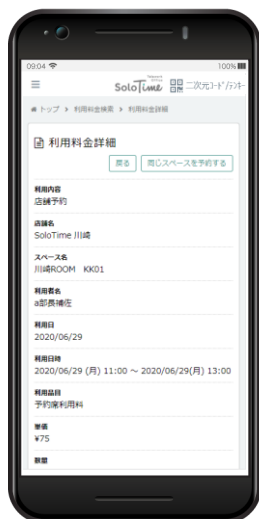 09:04 100%
Telework Office
SoloTime 二次元ｺｰﾄﾞ/ﾃﾝｷｰ
トップ > 利用料金検索 > 利用料金詳細
利用料金詳細
戻る 同じスペースを予約する
利用内容
店舗予約
店舗名
SoloTime 川崎
スペース名
川崎ROOM KK01
利用者名
a部長補佐
利用日
2020/06/29
利用日時
2020/06/29 (月) 11:00 ～ 2020/06/29(月) 13:00
利用品目
予約席利用料
単価
¥75
数量